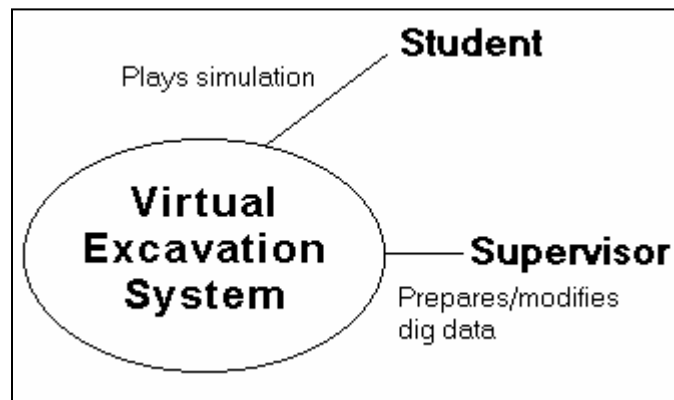 Student
Plays simulation
Virtual
Excavation
System
Supervisor
Prepares/modifies
dig data